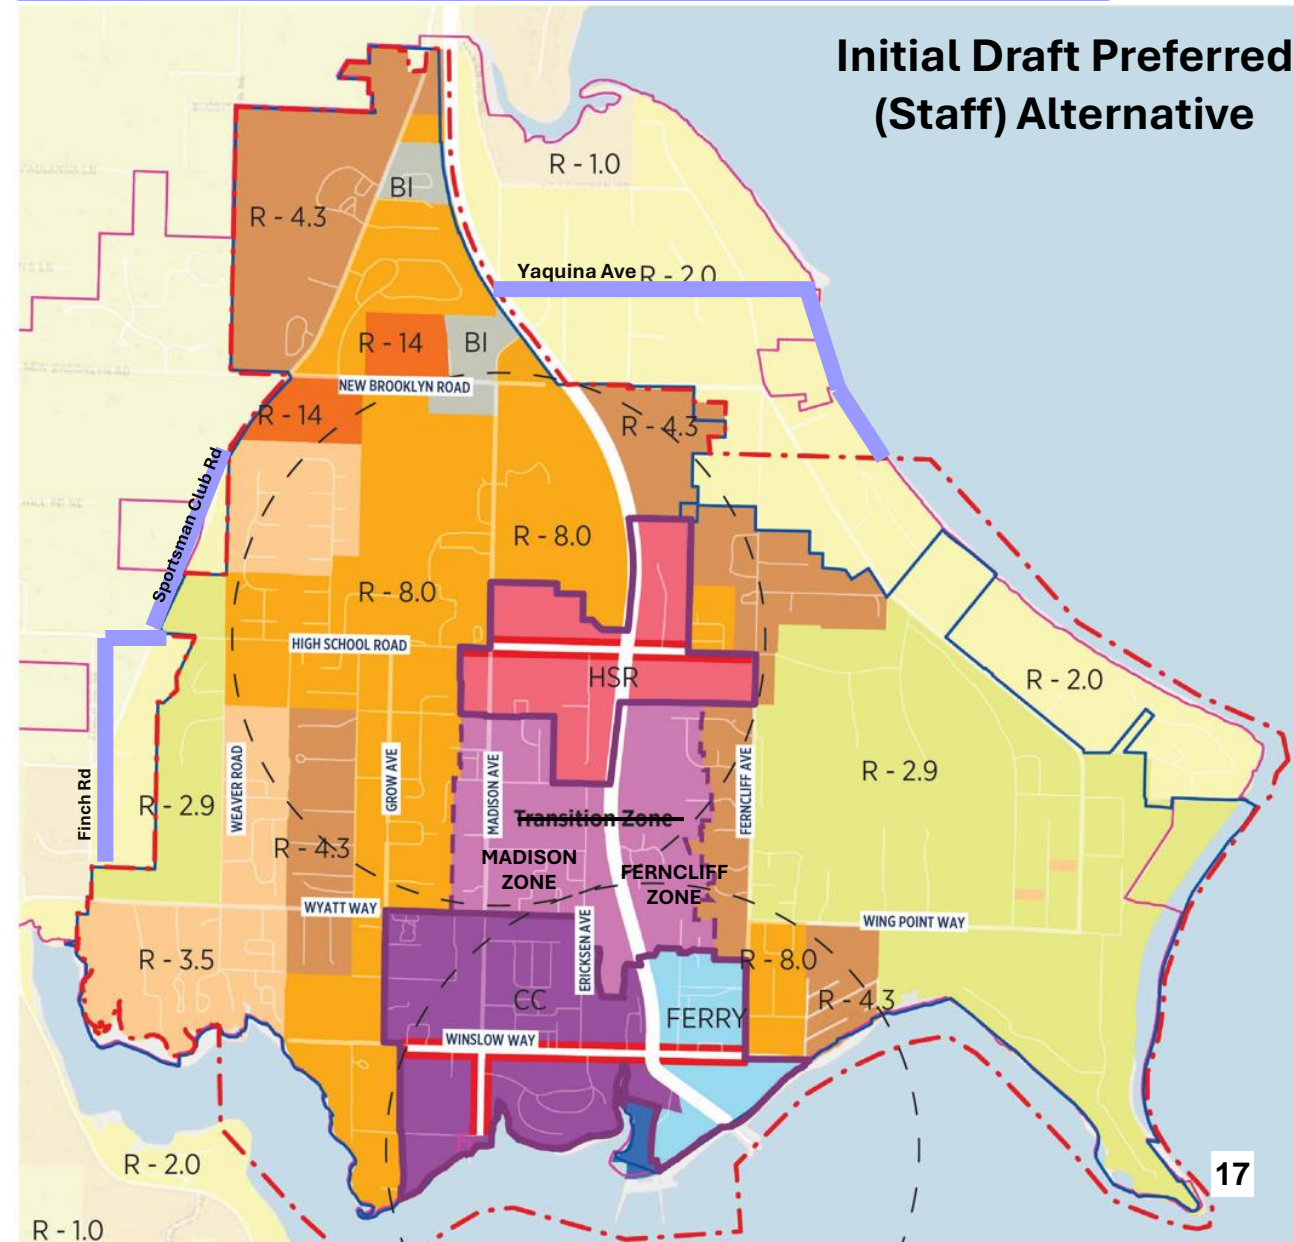 Initial Draft Preferred
(Staff) Alternative
R - 1.0
BI
R - 4.3
Yaquina Ave
R - 2.0
R - 14
BI
NEW BROOKLYN ROAD
R - 14
R - 4.3
Sportsman Club Rd
R - 8.0
R - 8.0
HIGH SCHOOL ROAD
HSR
R - 2.0
R - 2.9
Finch Rd
R - 2.9
WEAVER ROAD
GROW AVE
MADISON AVE
FERNCLIFF AVE
Transition Zone
R - 4.3
MADISON
ZONE
FERNCLIFF
ZONE
WYATT WAY
WING POINT WAY
ERICKSEN AVE
R - 3.5
R - 8.0
CC
R - 4.3
FERRY
WINSLOW WAY
R - 2.0
17
R - 1.0